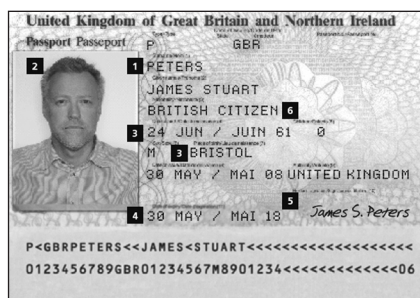 United Kingdom of Great Britain and Northern Ireland
Passport Passeport
P GBR
2 1 PETERS
JAMES STUART
BRITISH CITIZEN 6
3 24 JUN / JUIN 61 0
M 3 BRISTOL
30 MAY / MAI 08 UNITED KINGDOM
5
4 30 MAY / MAI 18 James S. Peters
P<GBRPETERS<<JAMES<STUART<<<<<<<<<<<<<<<<<<<
0123456789GBR01234567M8901234<<<<<<<<<<<<<06